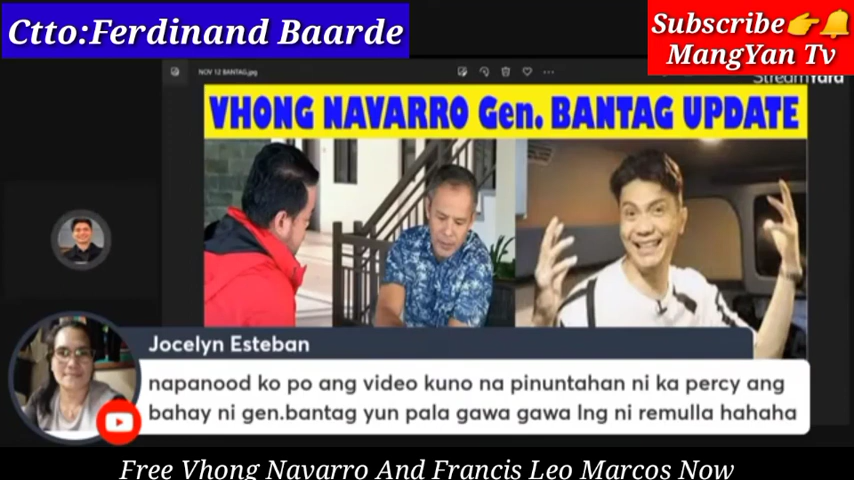 Ctto:Ferdinand Baarde
Subscribe👉🔔
MangYan Tv
StreamYard
NOV 12 BANTAG.jpg
VHONG NAVARRO Gen. BANTAG UPDATE
Jocelyn Esteban
napanood ko po ang video kuno na pinuntahan ni ka percy ang
bahay ni gen.bantag yun pala gawa gawa lng ni remulla hahaha
Free Vhong Navarro And Francis Leo Marcos Now